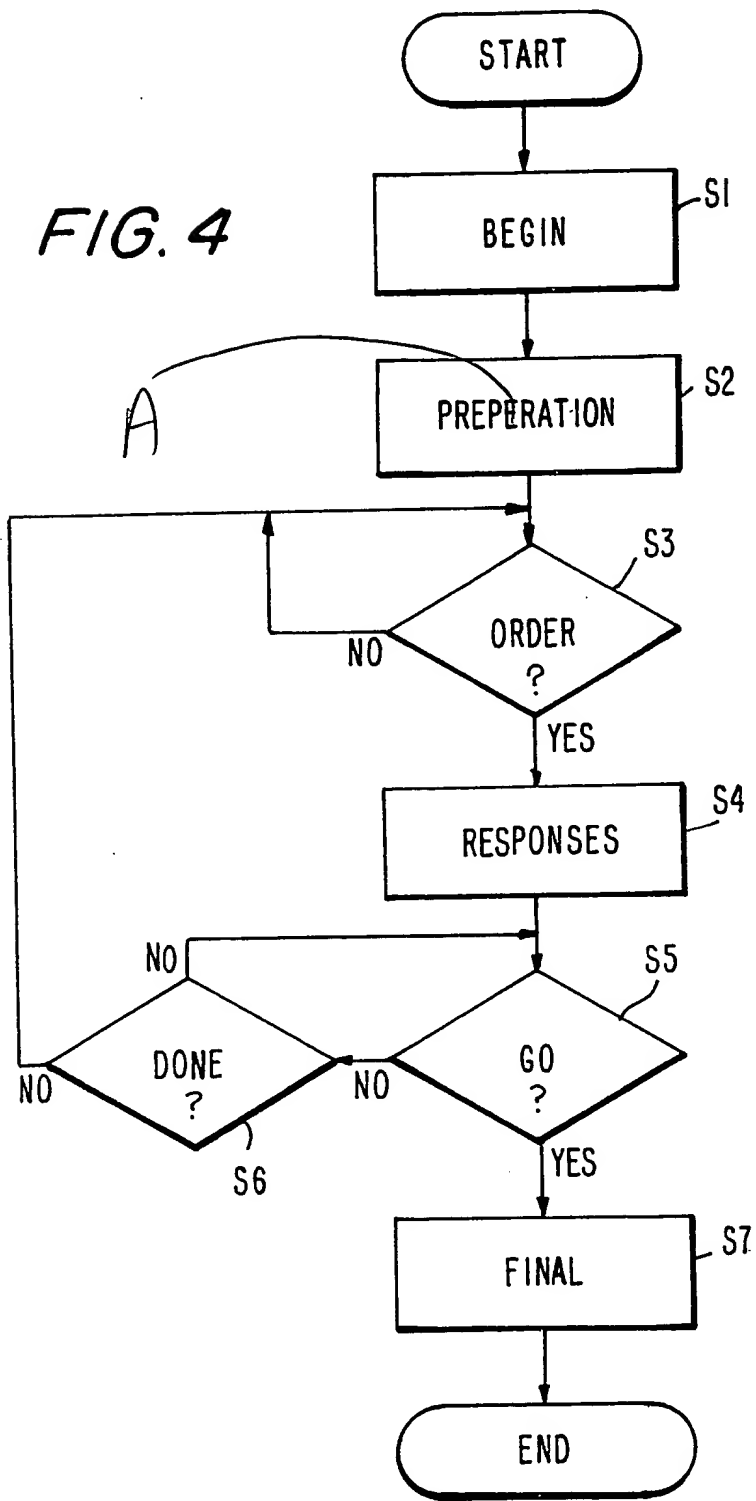 START
FIG. 4
S1
BEGIN
S2
A
PREPERATION
S3
ORDER
?
NO
YES
S4
RESPONSES
NO
S5
DONE
?
GO
?
NO
NO
S6
YES
S7
FINAL
END